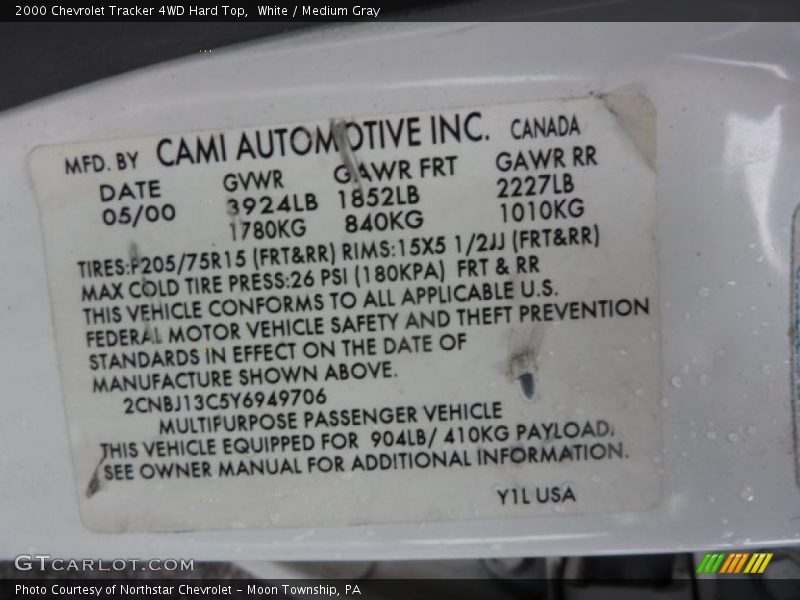 2000 Chevrolet Tracker 4WD Hard Top,  White / Medium Gray
MFD. BY CAMI AUTOMOTIVE INC. CANADA
DATE GVWR GAWR FRT GAWR RR
05/00 3924LB 1852LB 2227LB
1780KG 840KG 1010KG
TIRES:P205/75R15 (FRT&RR) RIMS:15X5 1/2JJ (FRT&RR)
MAX COLD TIRE PRESS:26 PSI (180KPA) FRT & RR
THIS VEHICLE CONFORMS TO ALL APPLICABLE U.S.
FEDERAL MOTOR VEHICLE SAFETY AND THEFT PREVENTION
STANDARDS IN EFFECT ON THE DATE OF
MANUFACTURE SHOWN ABOVE.
2CNBJ13C5Y6949706
MULTIPURPOSE PASSENGER VEHICLE
THIS VEHICLE EQUIPPED FOR 904LB/ 410KG PAYLOAD.
SEE OWNER MANUAL FOR ADDITIONAL INFORMATION.
Y1L USA
GTCARLOT.COM
Photo Courtesy of Northstar Chevrolet - Moon Township, PA